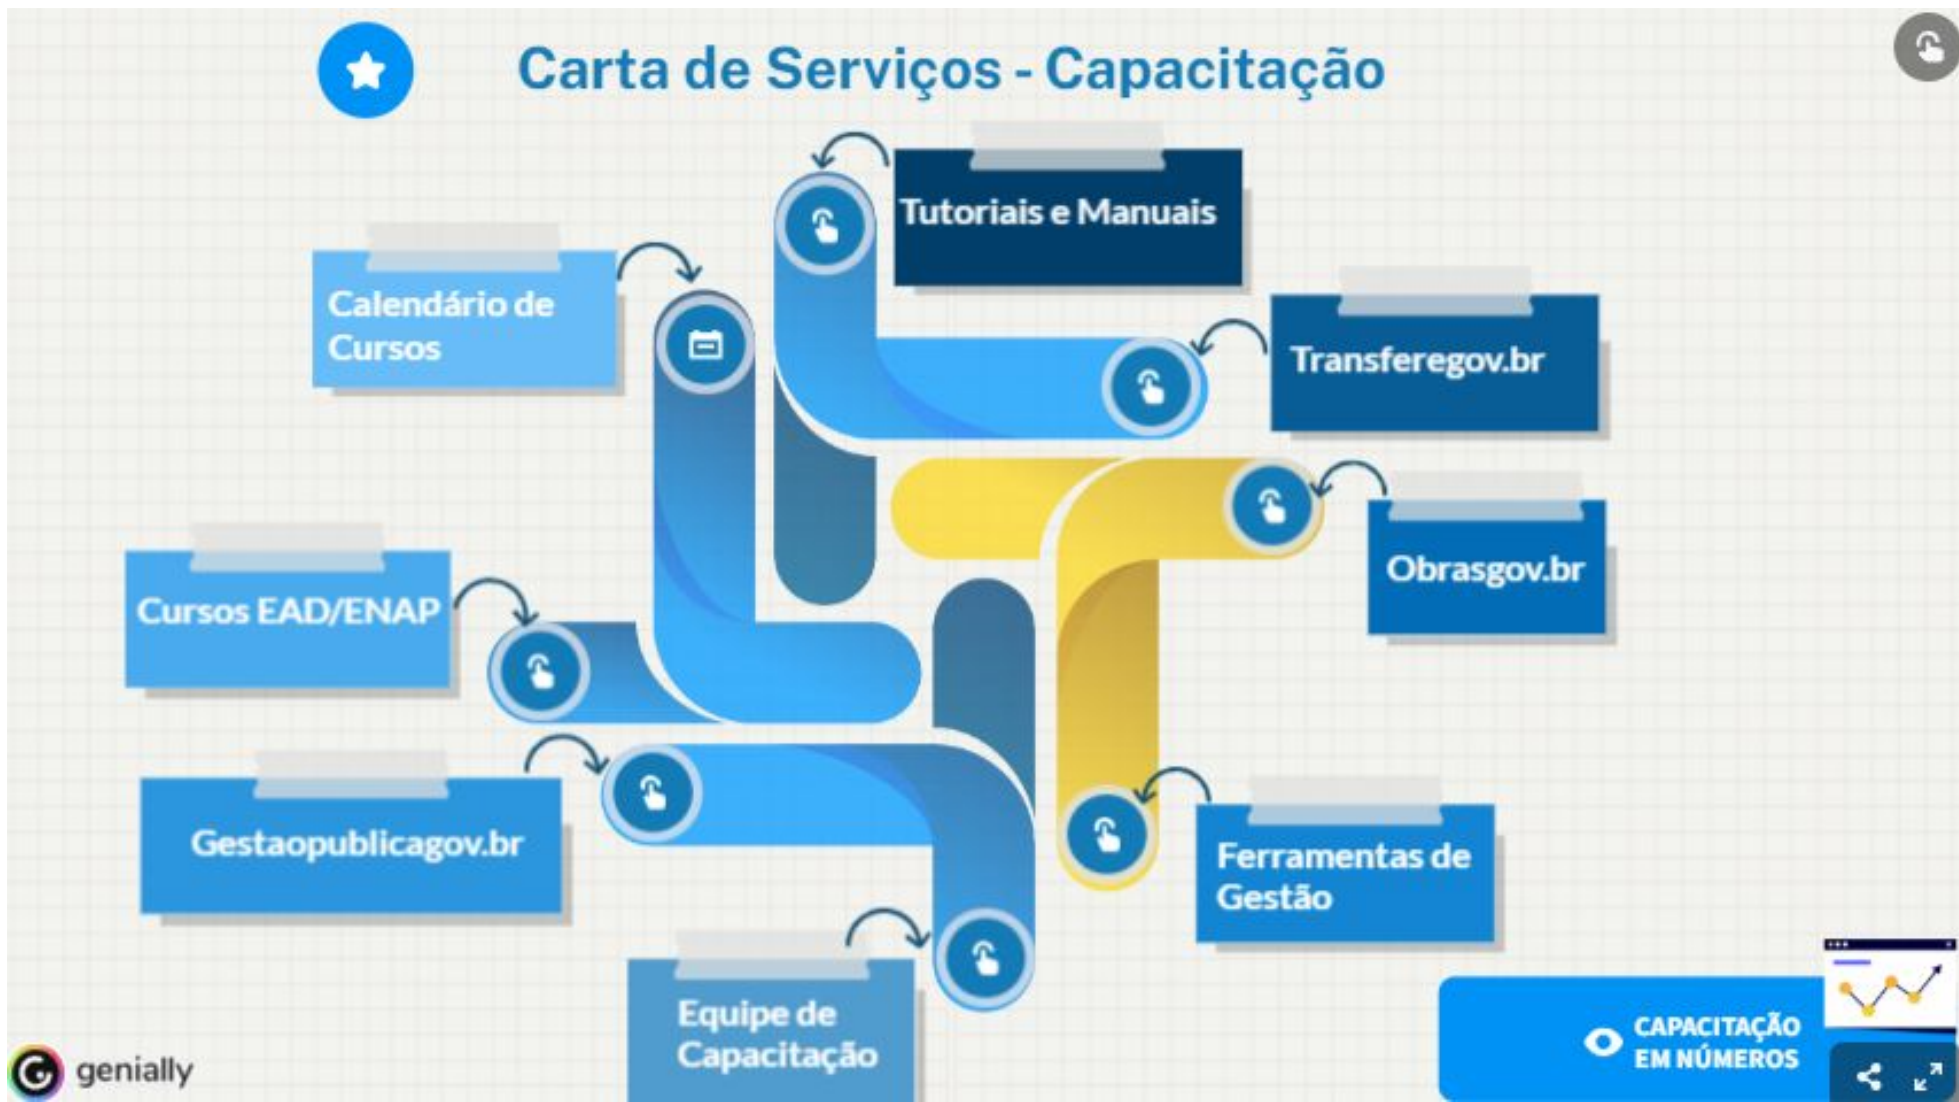 Carta de Serviços - Capacitação
Tutoriais e Manuais
Calendário de
Cursos
Transferegov.br
Obrasgov.br
Cursos EAD/ENAP
Gestaopublicagov.br
Ferramentas de
Gestão
Equipe de
Capacitação
CAPACITAÇÃO
EM NÚMEROS
genially